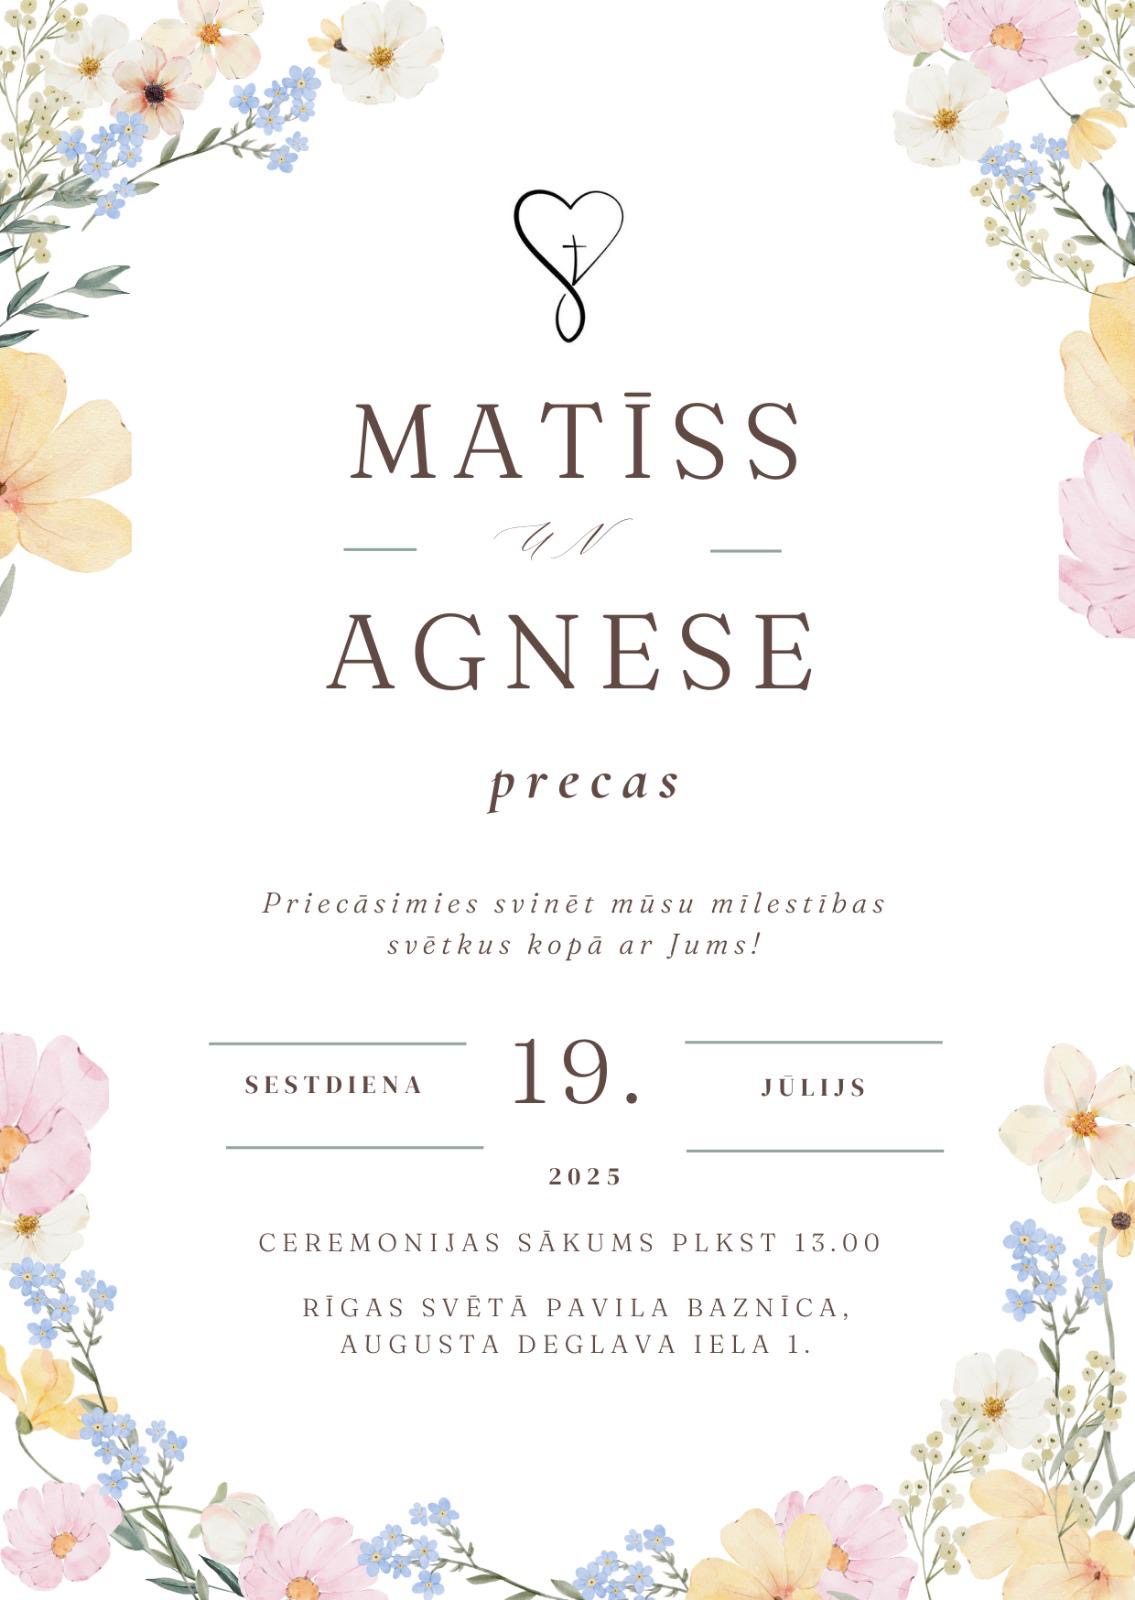 MATĪSS
UN
AGNESE
precas
Priecāsimies svinēt mūsu mīlestības
svētkus kopā ar Jums!
SESTDIENA
19.
JŪLIJS
2025
CEREMONIJAS SĀKUMS PLKST 13.00
RĪGAS SVĒTĀ PAVILA BAZNĪCA,
AUGUSTA DEGLAVA IELA 1.